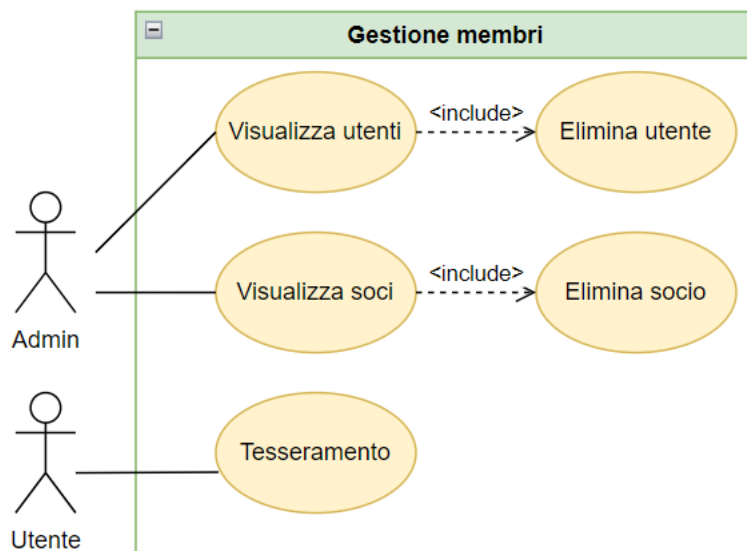 Gestione membri
Visualizza utenti
<include>
Elimina utente
Visualizza soci
<include>
Elimina socio
Admin
Tesseramento
Utente